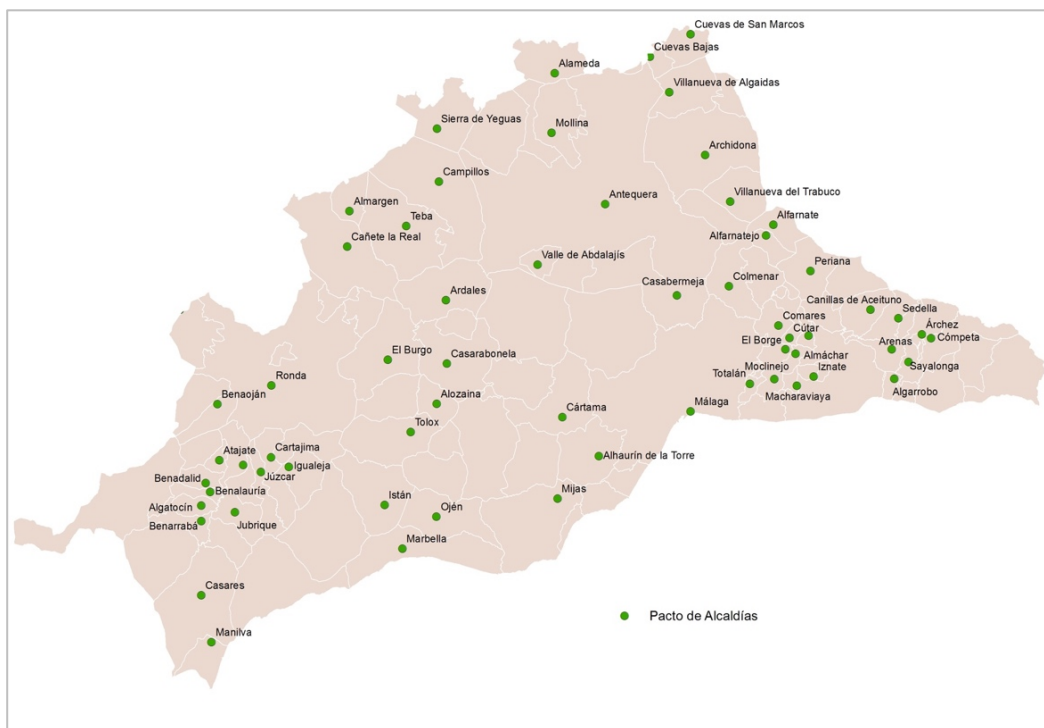 Cuevas de San Marcos
Cuevas Bajas
Alameda
Villanueva de Algaidas
Sierra de Yeguas
Mollina
Archidona
Campillos
Villanueva del Trabuco
Antequera
Almargen
Teba
Alfarnate
Cañete la Real
Alfarnatejo
Valle de Abdalajís
Periana
Casabermeja
Colmenar
Ardales
Canillas de Aceituno
Sedella
Comares
Cútar
Árchez
El Borge
Arenas
Cómpeta
El Burgo
Casarabonela
Almáchar
Moclinejo
Iznate
Sayalonga
Totalán
Ronda
Macharaviaya
Algarrobo
Benaoján
Alozaina
Cártama
Málaga
Tolox
Atajate
Cartajima
Alhaurín de la Torre
Igualeja
Júzcar
Benadalid
Benalauría
Mijas
Istán
Algatocín
Ojén
Benarrabá
Jubrique
Marbella
Casares
Pacto de Alcaldías
Manilva